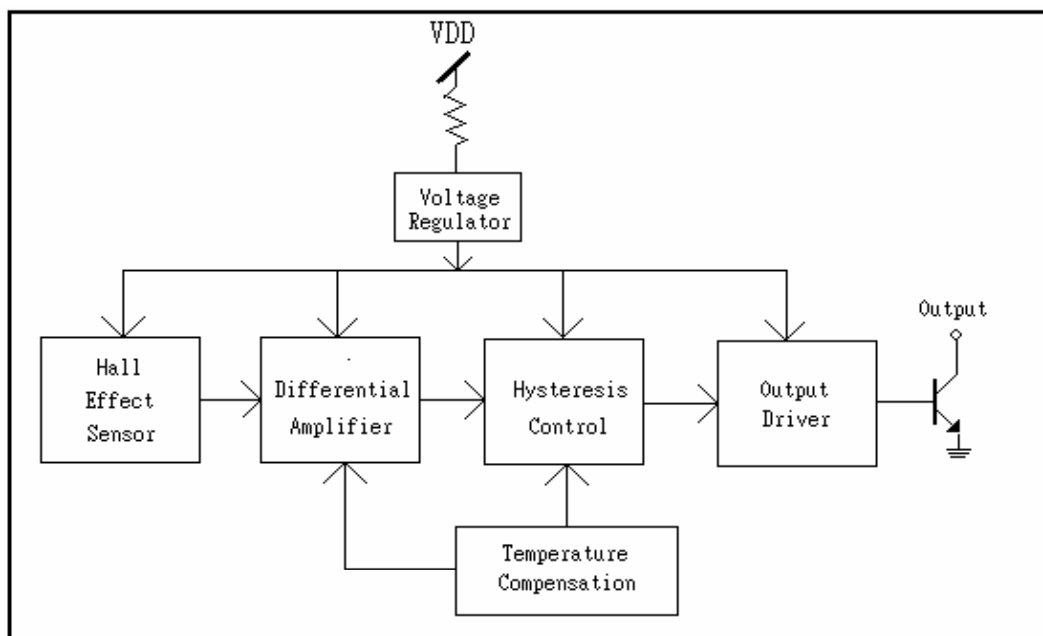 VDD
Voltage
Regulator
Output
Hall
Effect
Sensor
Differential
Amplifier
Hysteresis
Control
Output
Driver
Temperature
Compensation